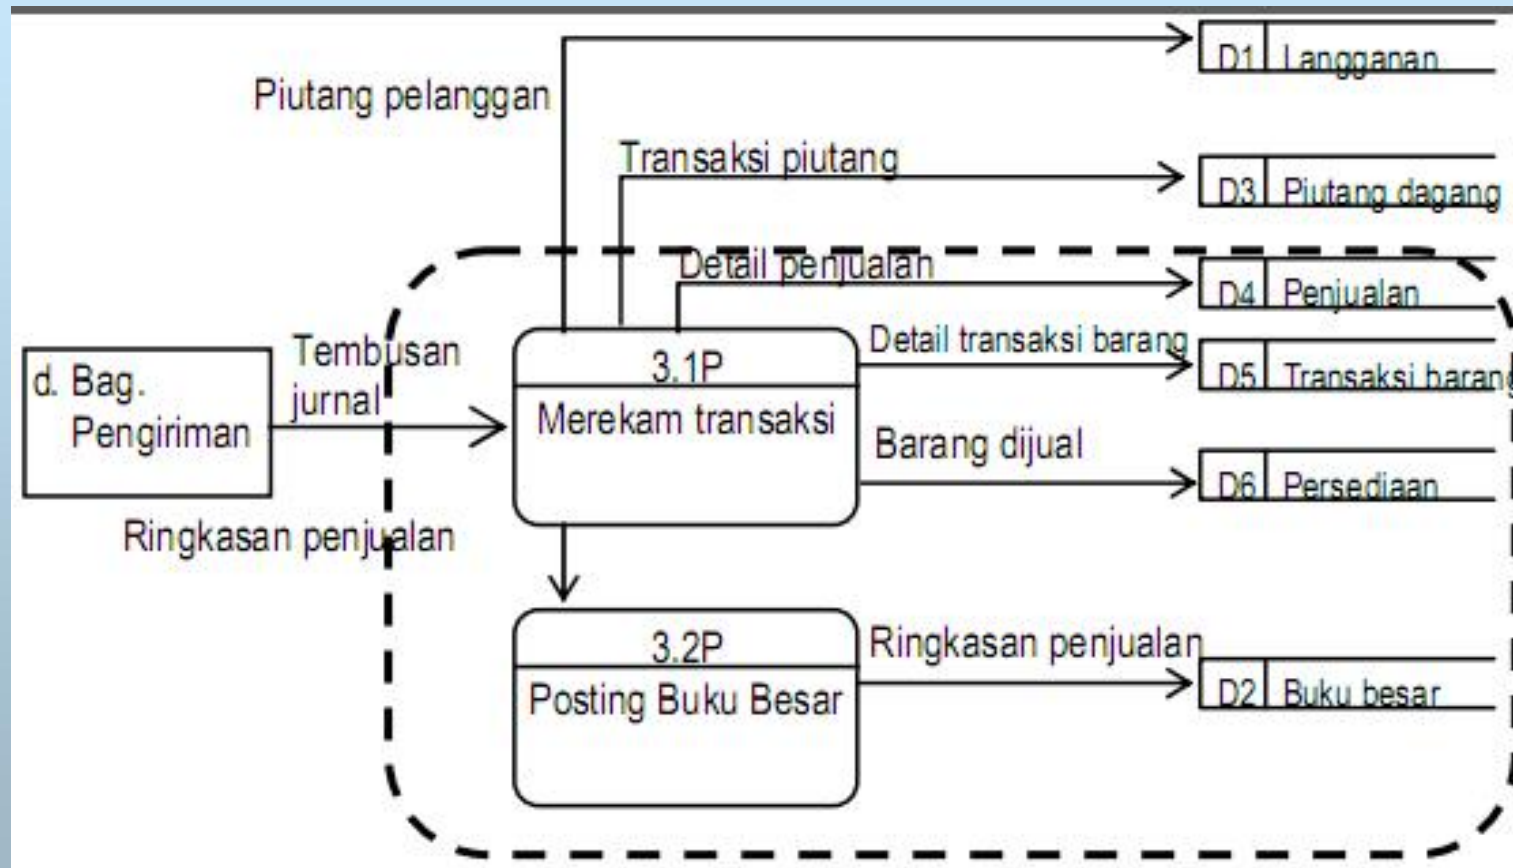 D1 Langganan
Piutang pelanggan
Transaksi piutang
D3 Piutang dagang
Detail penjualan
D4 Penjualan
d. Bag.
Pengiriman
Tembusan
jurnal
3.1P
Merekam transaksi
Detail transaksi barang
D5 Transaksi barang
Barang dijual
D6 Persediaan
Ringkasan penjualan
3.2P
Posting Buku Besar
Ringkasan penjualan
D2 Buku besar